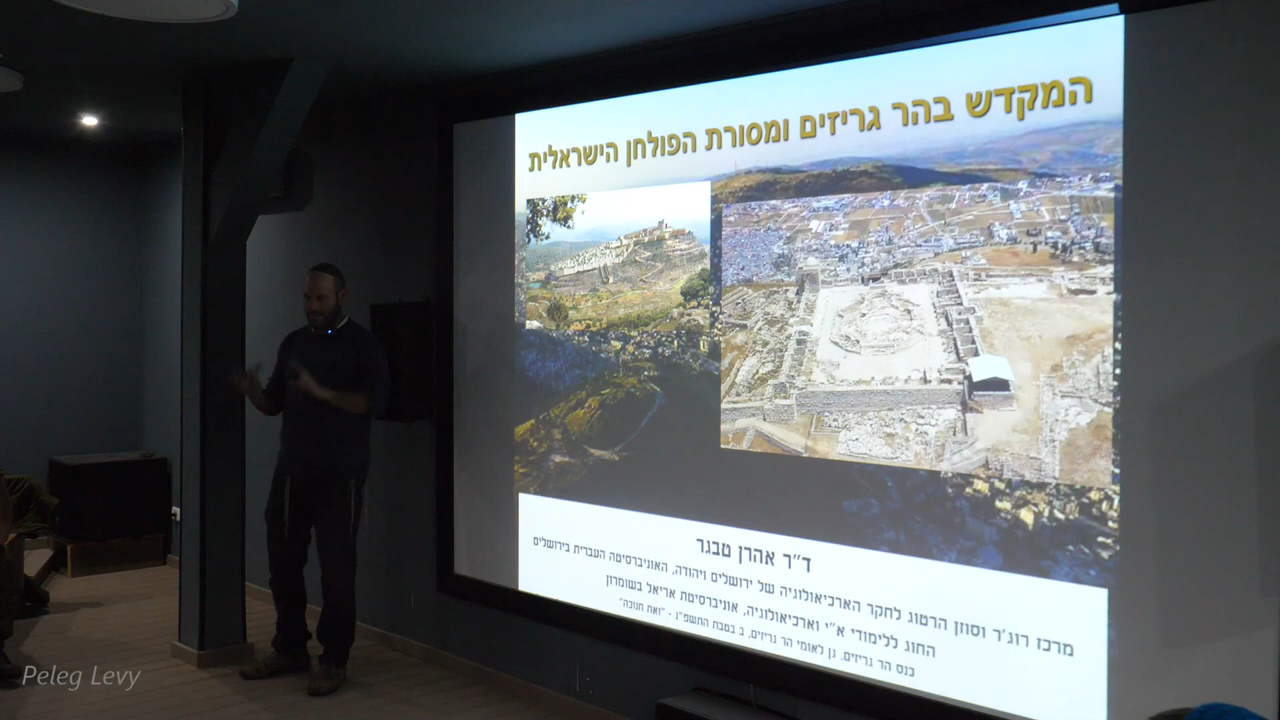 המקדש בהר גריזים ומסורת הפולחן הישראלית
ד״ר אהרן טבגר
מרכז רוג׳ר וסוזן הרטוג לחקר הארכיאולוגיה של ירושלים ויהודה, האוניברסיטה העברית בירושלים
החוג ללימודי א״י וארכיאולוגיה, אוניברסיטת אריאל בשומרון
כנס הר גריזים, גן לאומי הר גריזים, ב בטבת התשפ״ג - "זאת חנוכה"
Peleg Levy